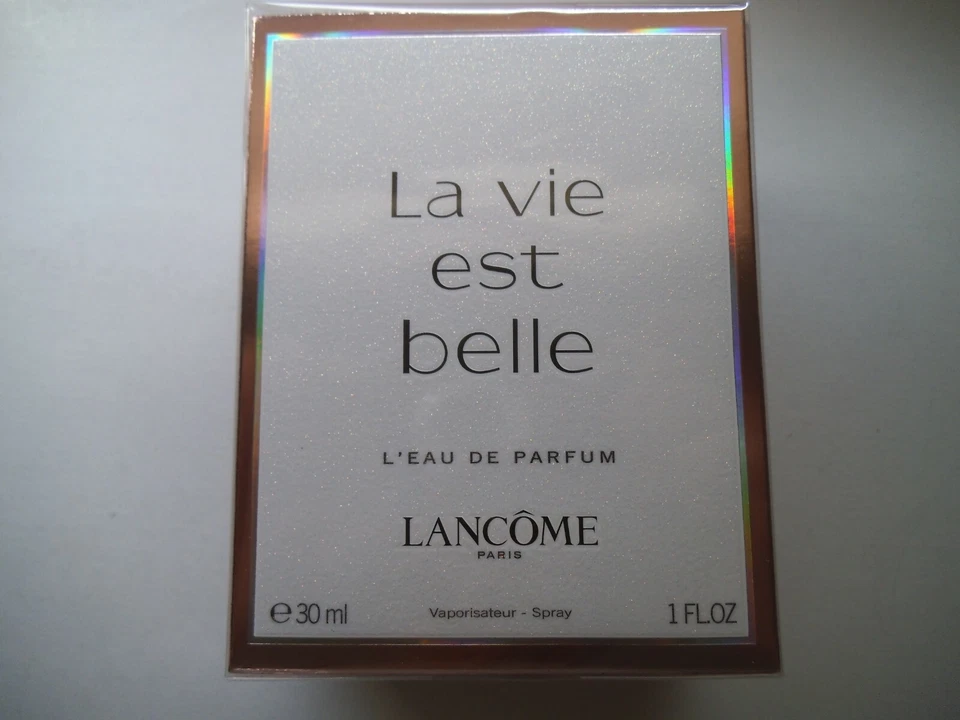 La vie
est
belle
L'EAU DE PARFUM
LANCÔME
PARIS
℮30 ml Vaporisateur - Spray 1 FL.OZ